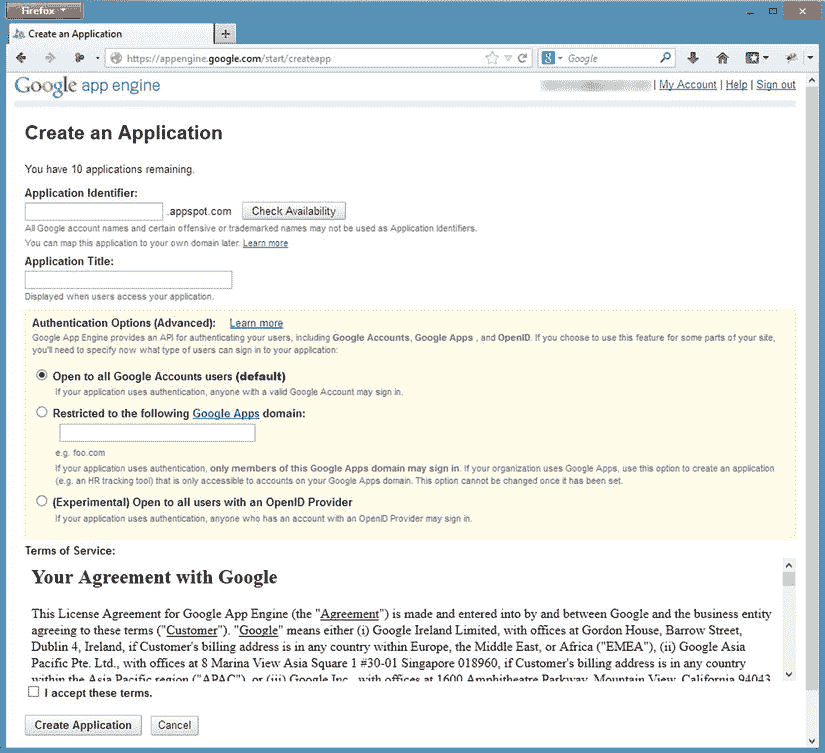 Firefox
Create an Application
https://appengine.google.com/start/createapp
Google
Google app engine
| My Account | Help | Sign out
Create an Application
You have 10 applications remaining.
Application Identifier:
.appspot.com Check Availability
All Google account names and certain offensive or trademarked names may not be used as Application Identifiers.
You can map this application to your own domain later. Learn more
Application Title:
Displayed when users access your application.
Authentication Options (Advanced): Learn more
Google App Engine provides an API for authenticating your users, including Google Accounts, Google Apps , and OpenID. If you choose to use this feature for some parts of your site,
you'll need to specify now what type of users can sign in to your application:
Open to all Google Accounts users (default)
If your application uses authentication, anyone with a valid Google Account may sign in.
Restricted to the following Google Apps domain:
e.g. foo.com
If your application uses authentication, only members of this Google Apps domain may sign in. If your organization uses Google Apps, use this option to create an application
(e.g. an HR tracking tool) that is only accessible to accounts on your Google Apps domain. This option cannot be changed once it has been set.
(Experimental) Open to all users with an OpenID Provider
If your application uses authentication, anyone who has an account with an OpenID Provider may sign in.
Terms of Service:
Your Agreement with Google
This License Agreement for Google App Engine (the "Agreement") is made and entered into by and between Google and the business entity
agreeing to these terms ("Customer"). "Google" means either (i) Google Ireland Limited, with offices at Gordon House, Barrow Street,
Dublin 4, Ireland, if Customer's billing address is in any country within Europe, the Middle East, or Africa ("EMEA"), (ii) Google Asia
Pacific Pte. Ltd., with offices at 8 Marina View Asia Square 1 #30-01 Singapore 018960, if Customer's billing address is in any country
within the Asia Pacific region ("APAC"), or (iii) Google Inc., with offices at 1600 Amphitheatre Parkway, Mountain View, California 94043
I accept these terms.
Create Application Cancel